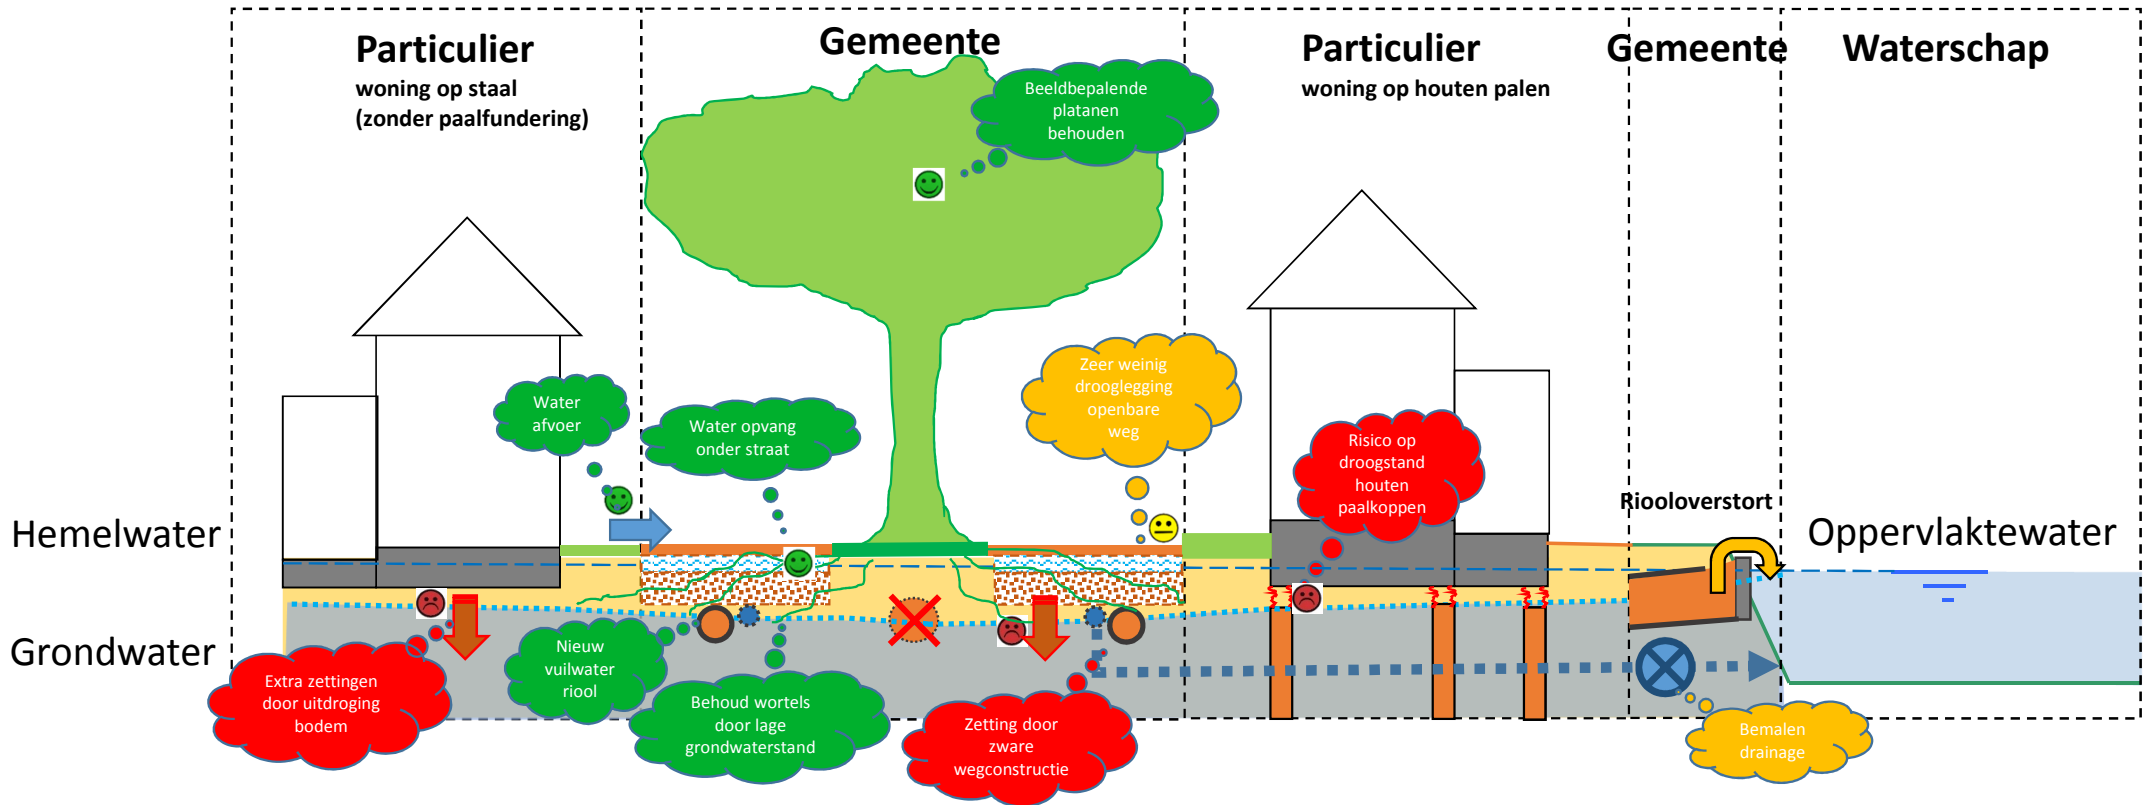 Particulier
woning op staal
(zonder paalfundering)
Gemeente
Particulier
woning op houten palen
Gemeente
Waterschap
Beeldbepalende
platanen
behouden
Water
afvoer
Water opvang
onder straat
Zeer weinig
drooglegging
openbare
weg
Risico op
droogstand
houten
paalkoppen
Riooloverstort
Hemelwater
Oppervlaktewater
Grondwater
Extra zettingen
door uitdroging
bodem
Nieuw
vuilwater
riool
Behoud wortels
door lage
grondwaterstand
Zetting door
zware
wegconstructie
Bemalen
drainage